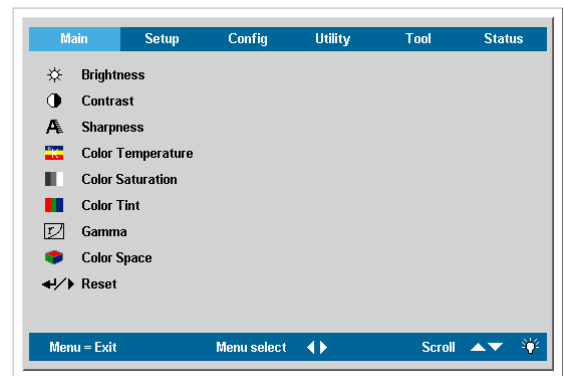 Main Setup Config Utility Tool Status
Brightness
Contrast
Sharpness
Color Temperature
Color Saturation
Color Tint
Gamma
Color Space
Reset
Menu = Exit Menu select Scroll